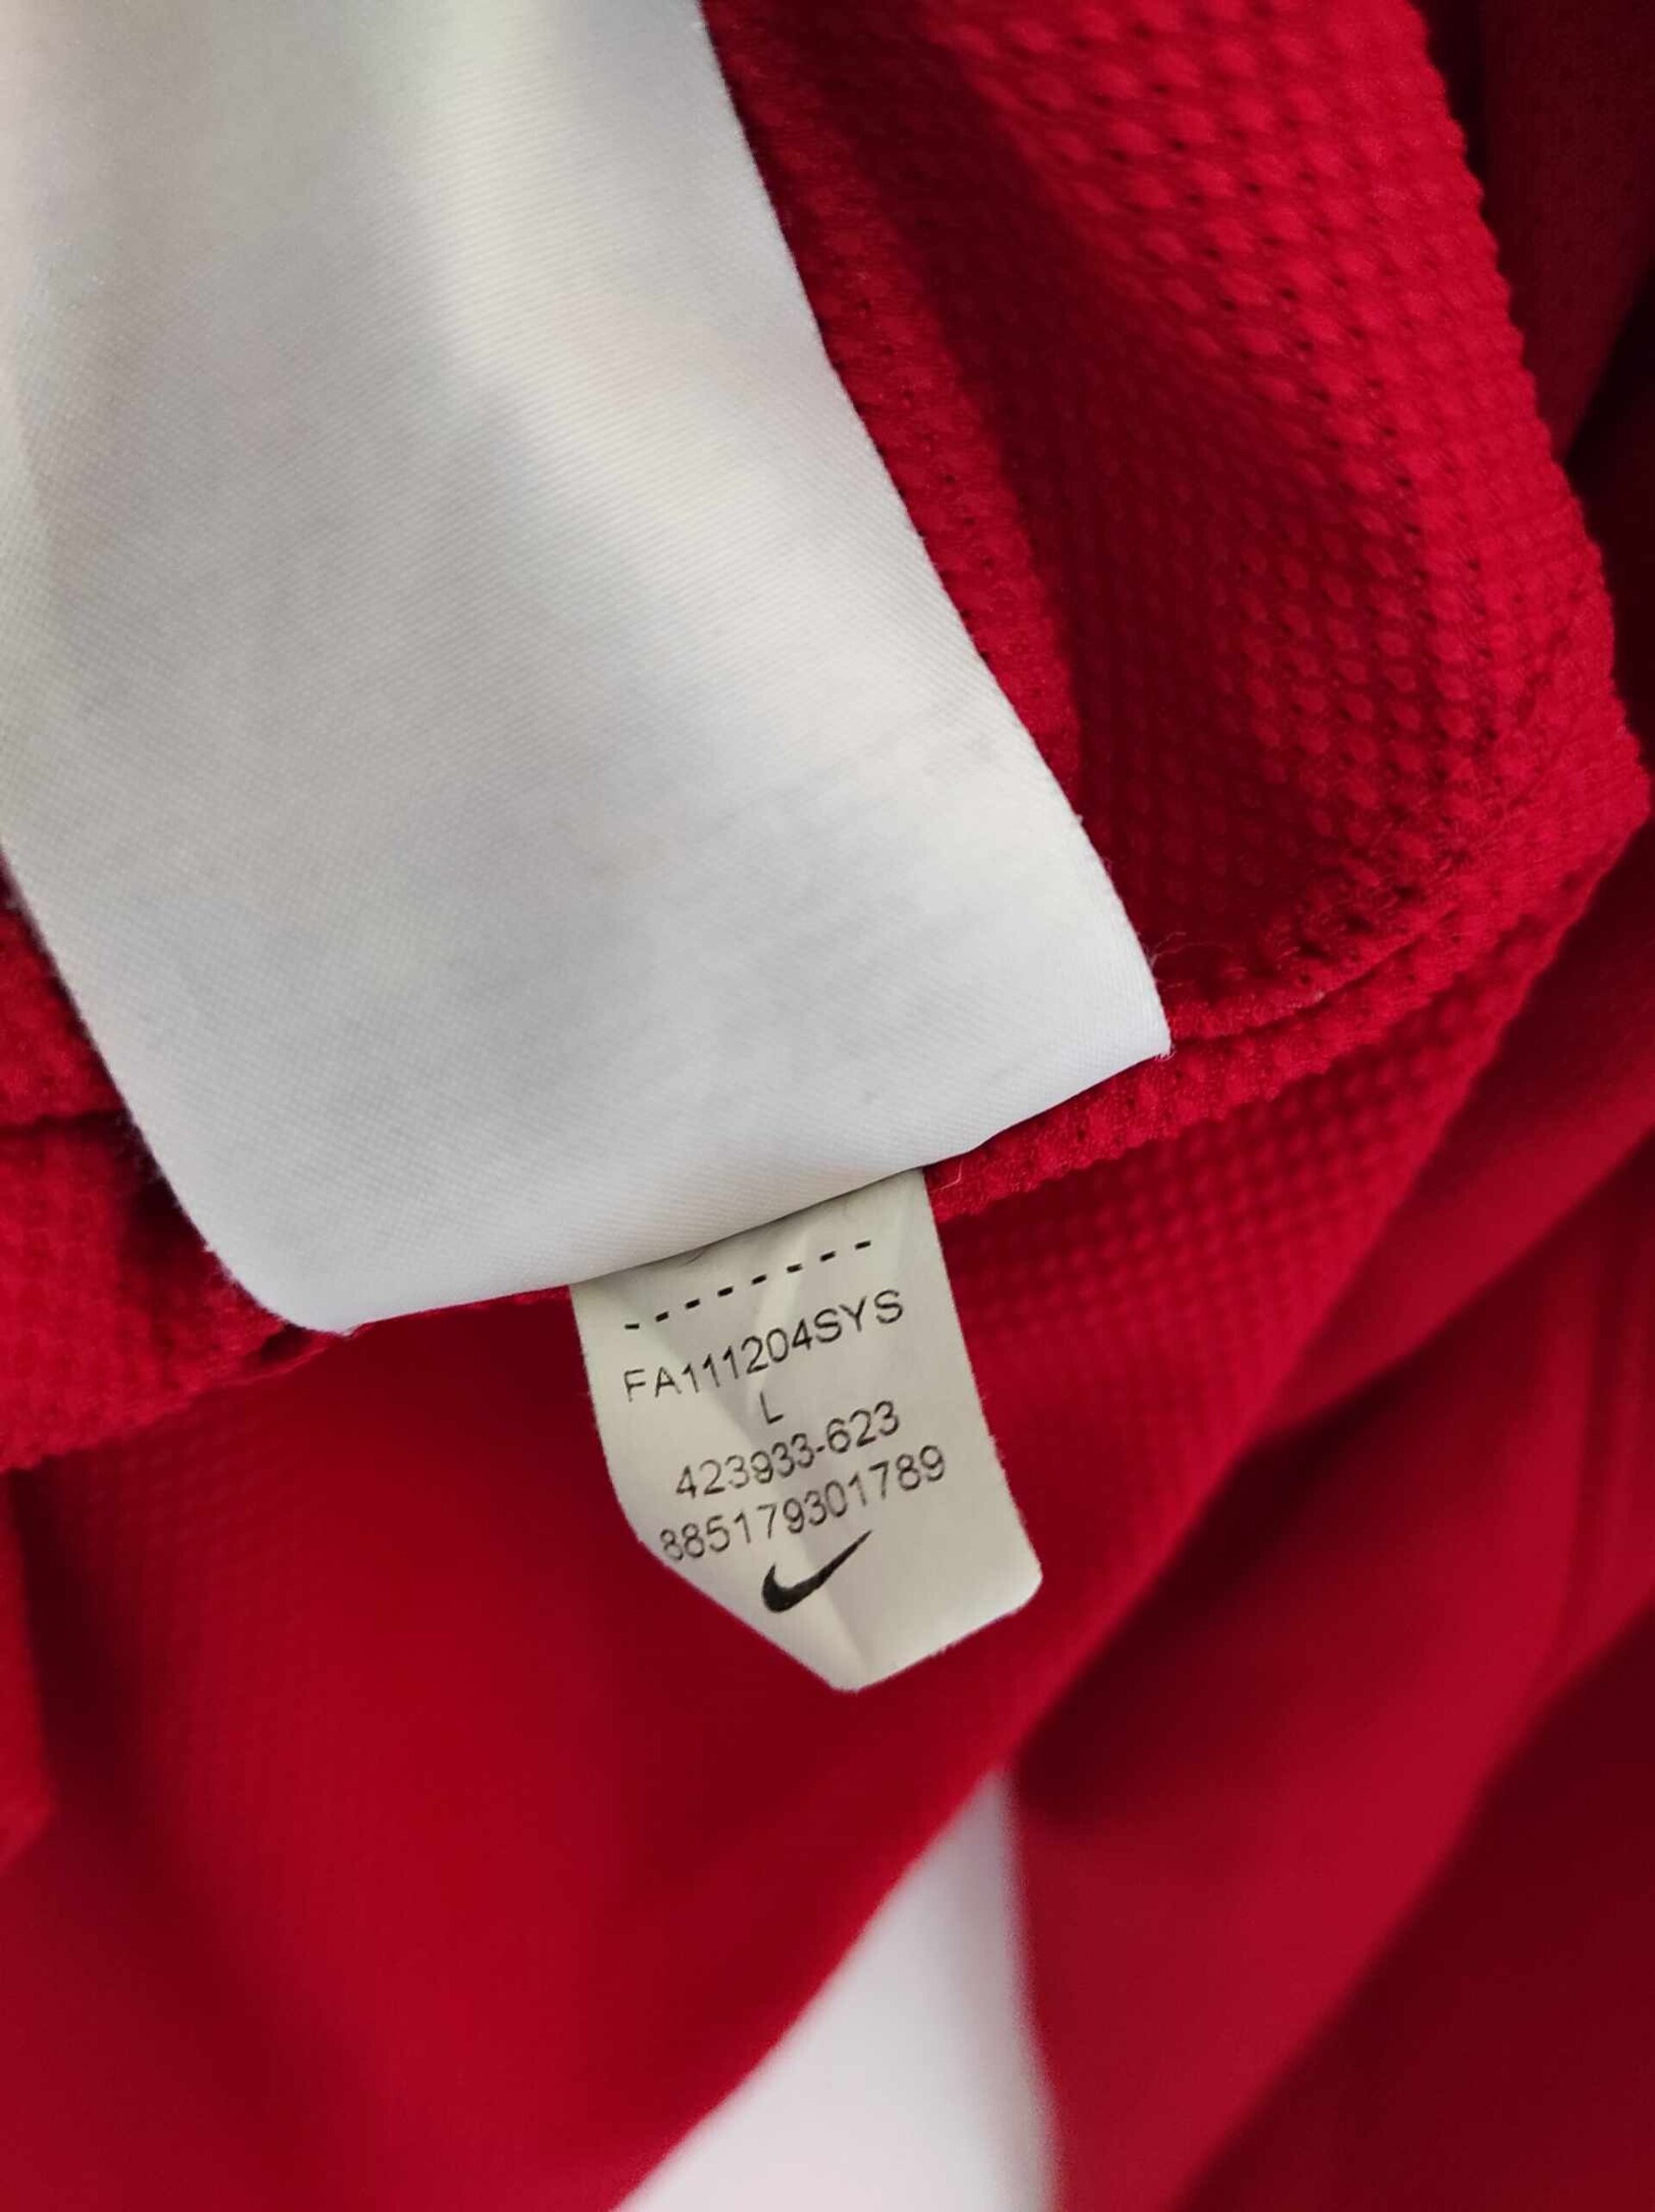 --------
FA111204SYS
L
423933-623
885179301789